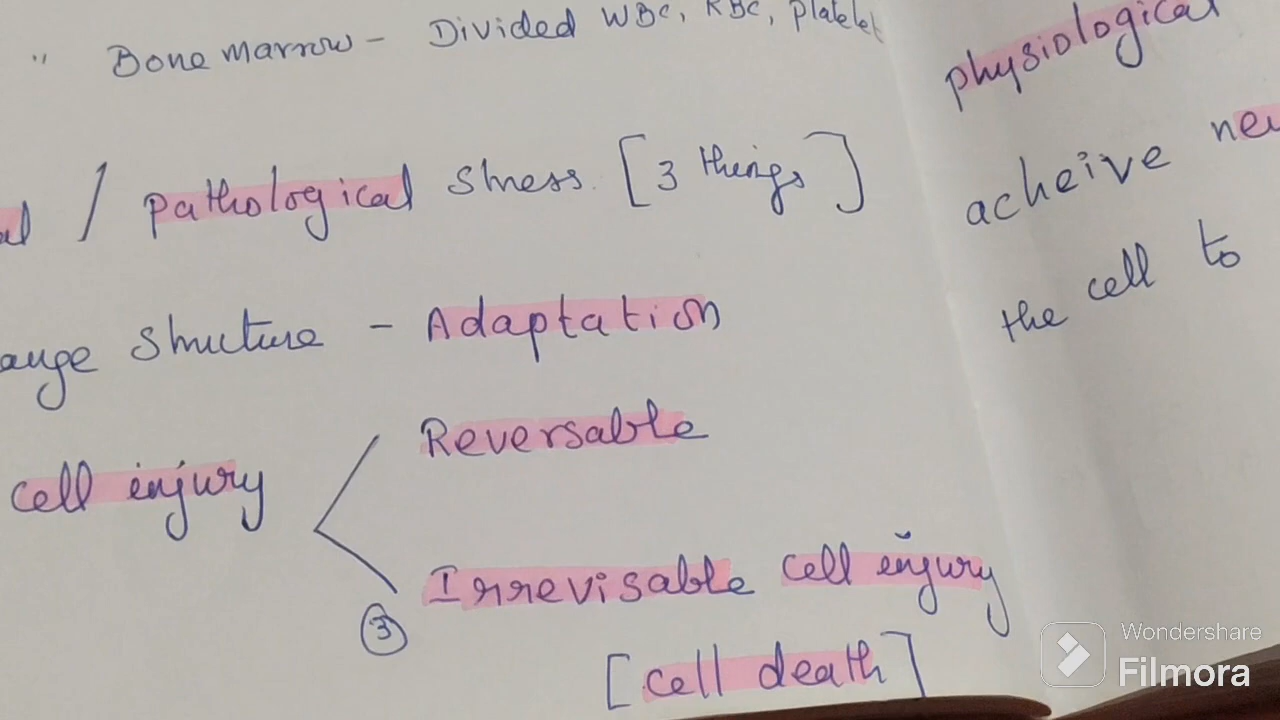 " Bone marrow - Divided WBC, RBC, platelet
al / pathological stress. [3 things]
ange structure - Adaptation
Reversable
cell injury
Irrevisable cell injury
3
[cell death]
physiological
acheive new
the cell to
Wondershare
Filmora